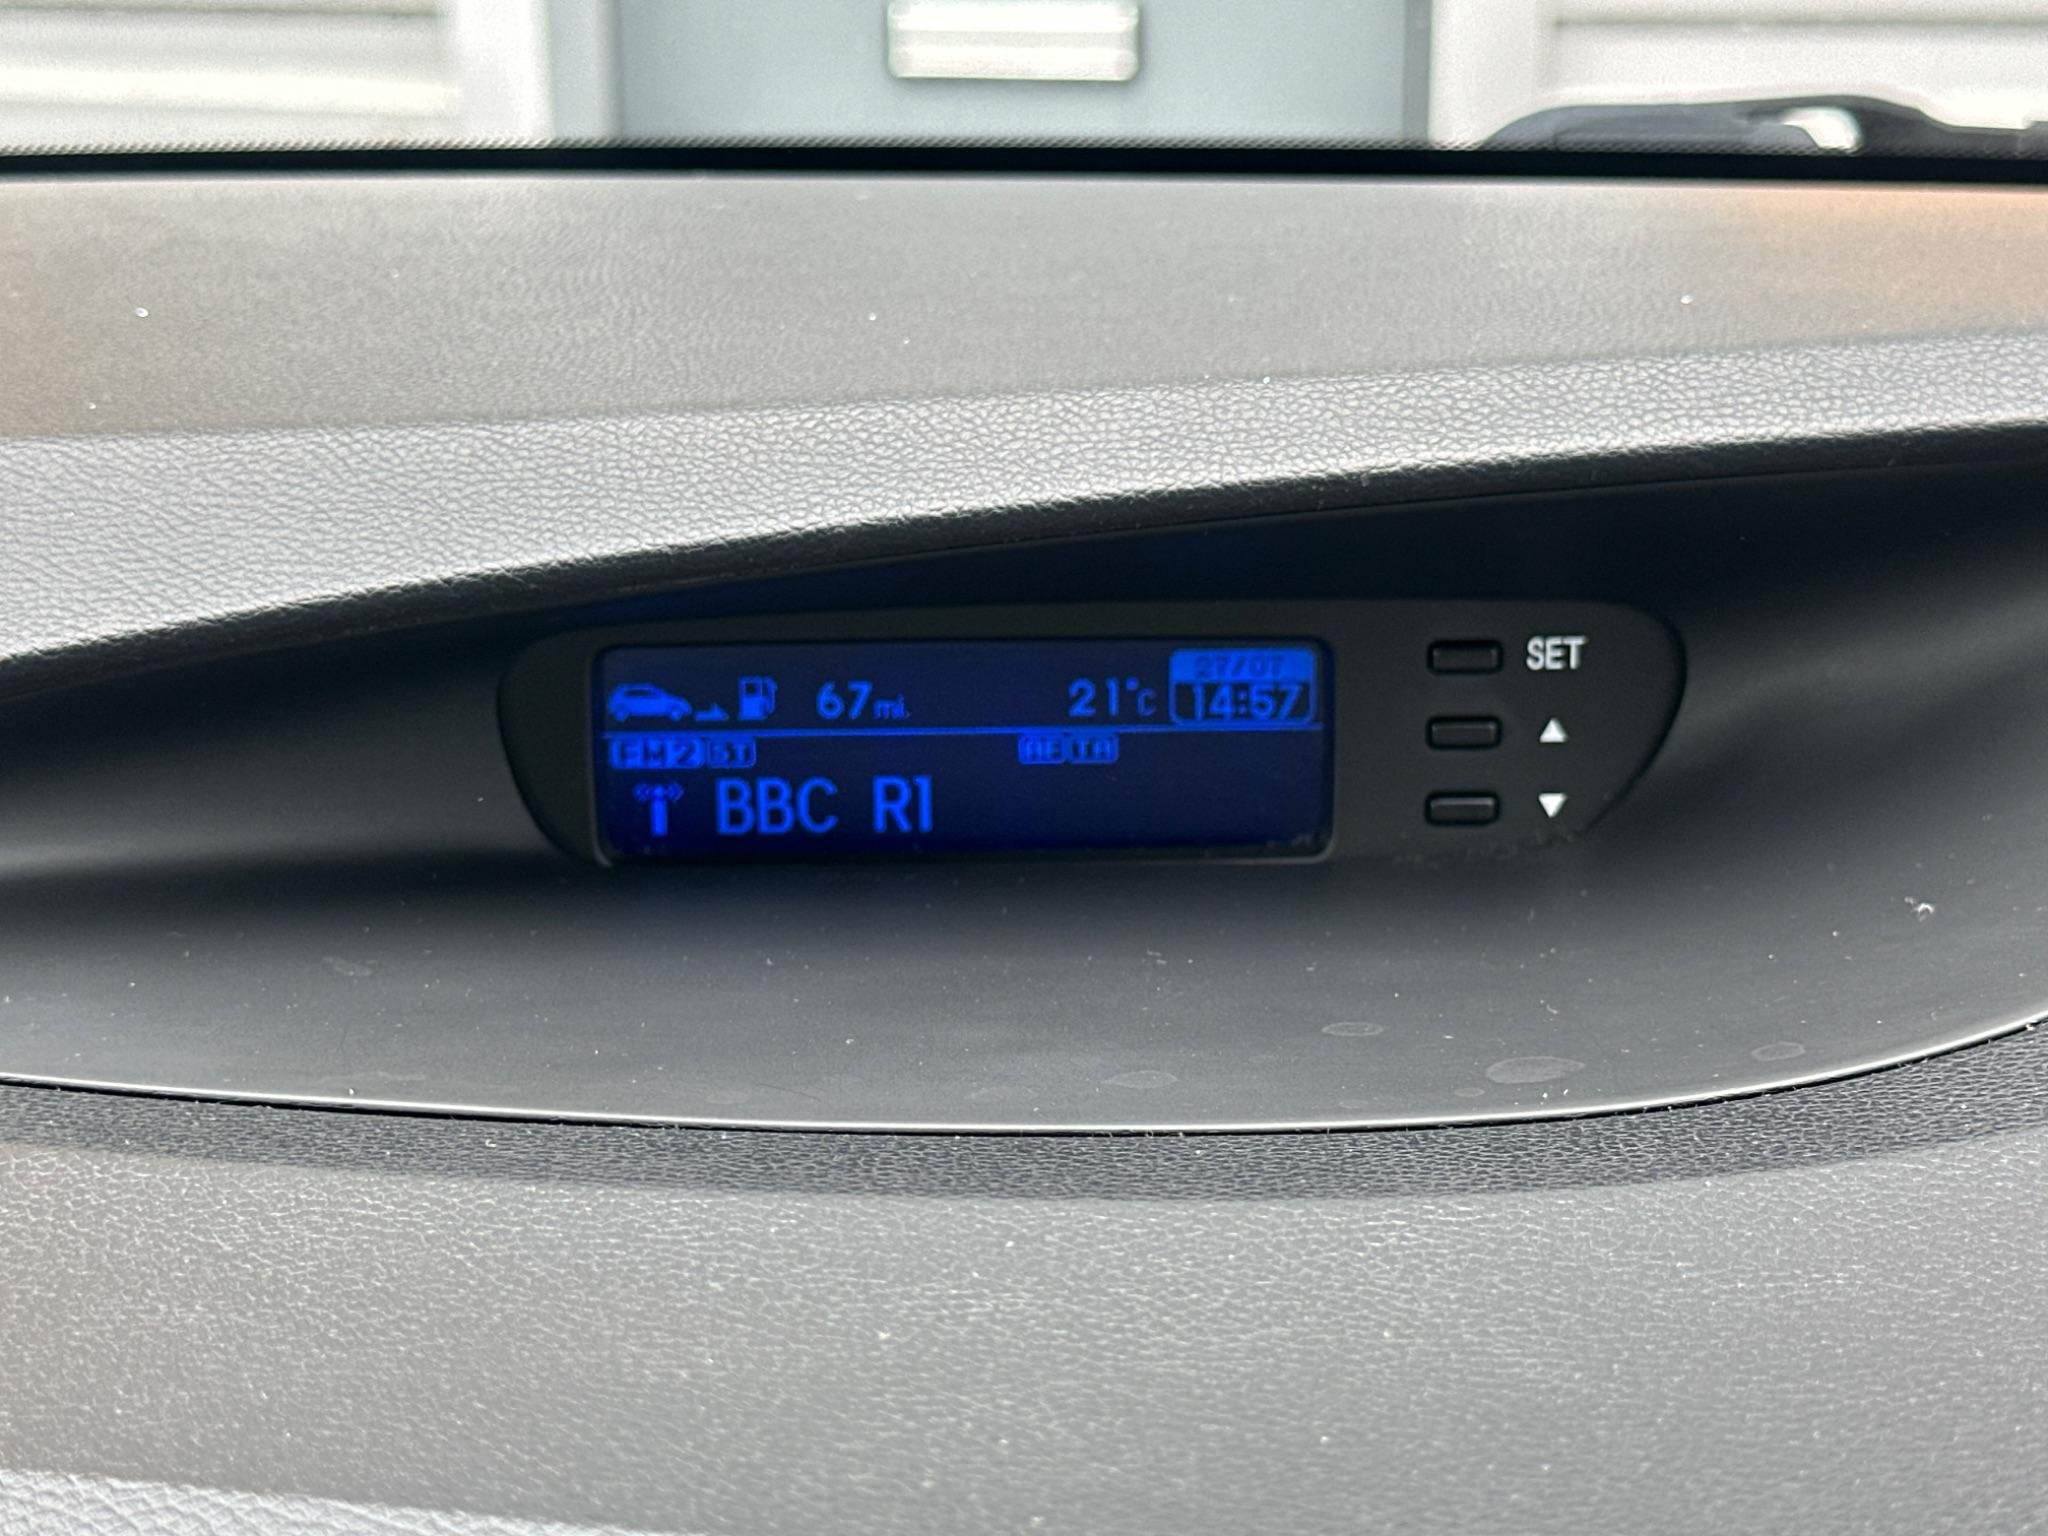 27/07
67mi. 21°C 14:57
FM2 ST AF TA
BBC R1
SET